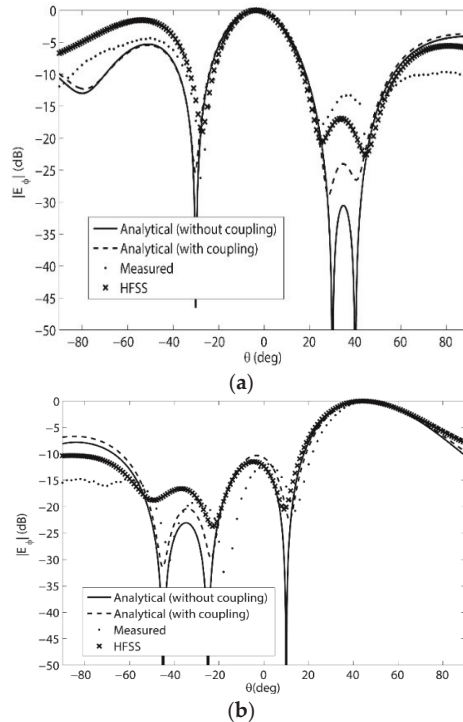 0
−5
−10
−15
−20
−25
−30
−35
−40
−45
−50
|E_ϕ| (dB)
Analytical (without coupling)
Analytical (with coupling)
Measured
HFSS
−80 −60 −40 −20 0 20 40 60 80
θ (deg)
(a)
0
−5
−10
−15
−20
−25
−30
−35
−40
−45
−50
|E_ϕ| (dB)
Analytical (without coupling)
Analytical (with coupling)
Measured
HFSS
−80 −60 −40 −20 0 20 40 60 80
θ(deg)
(b)